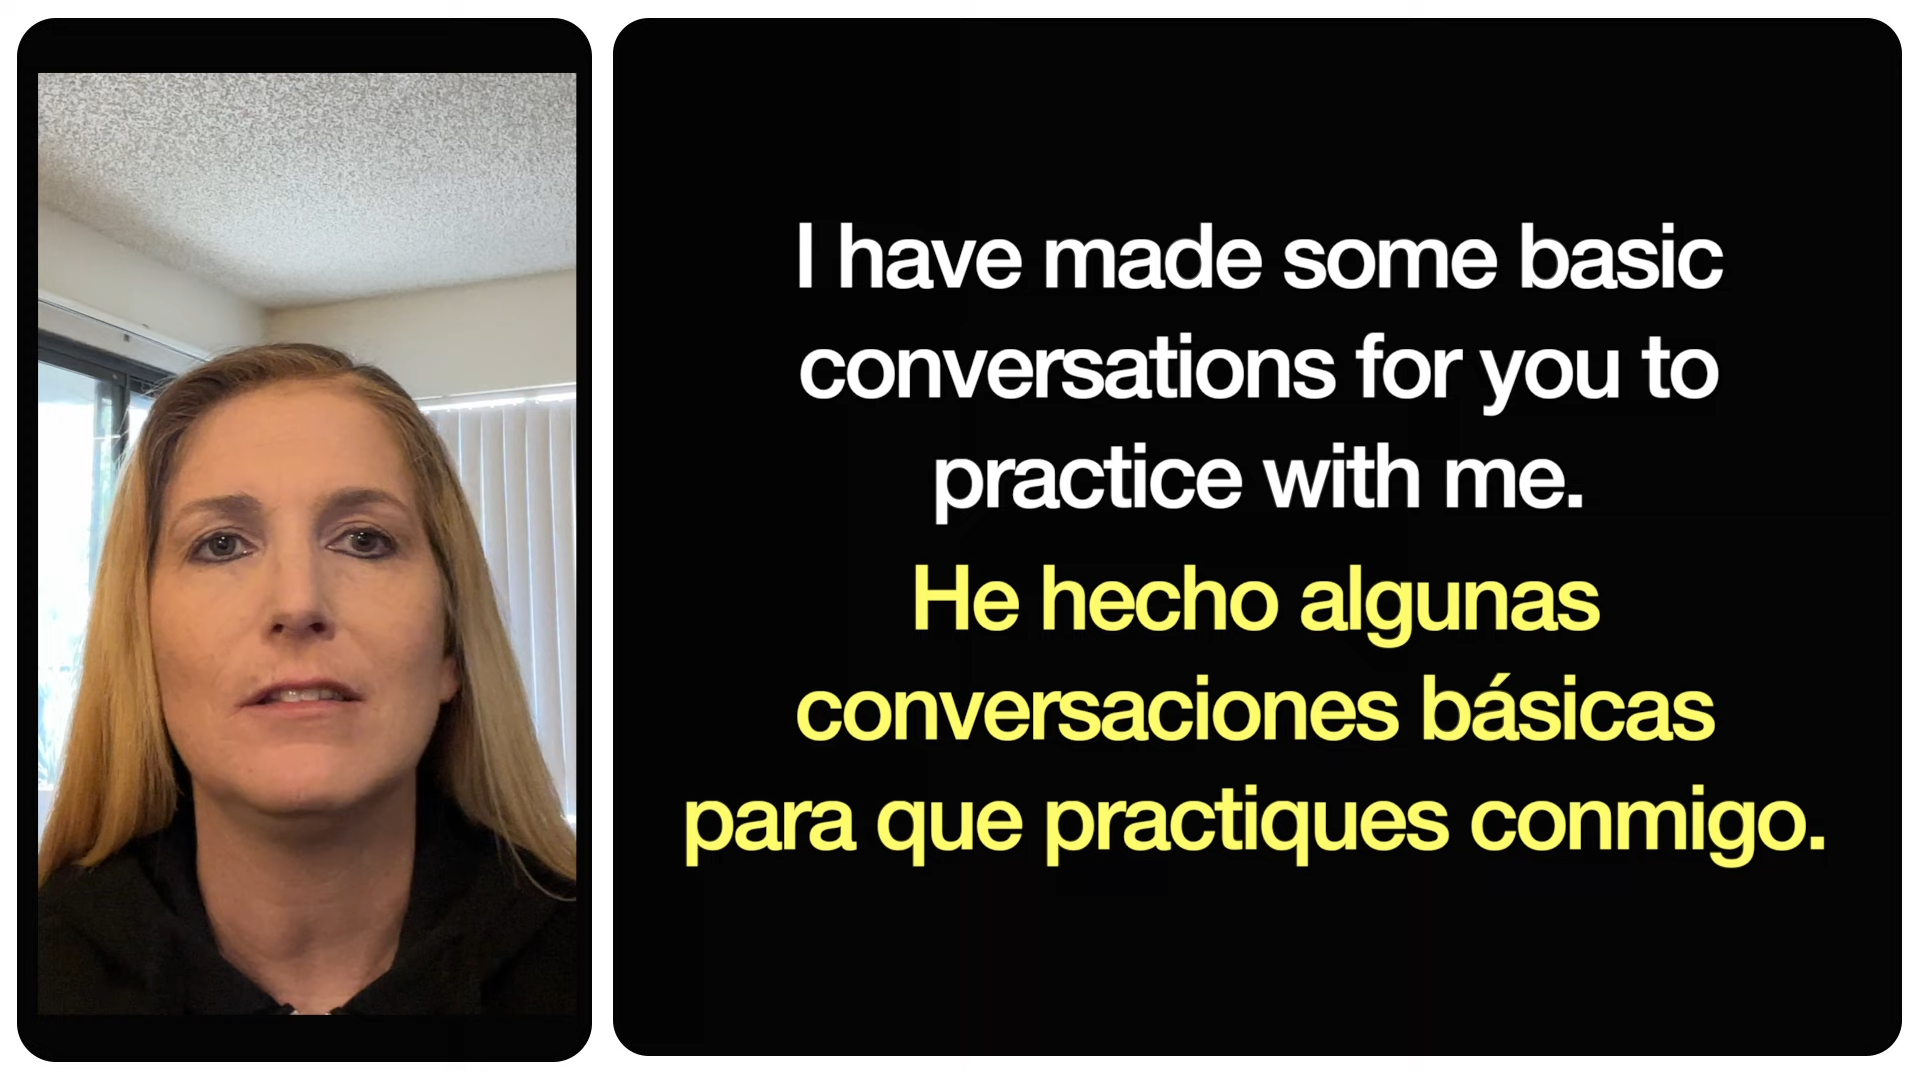 I have made some basic
conversations for you to
practice with me.
He hecho algunas
conversaciones básicas
para que practiques conmigo.